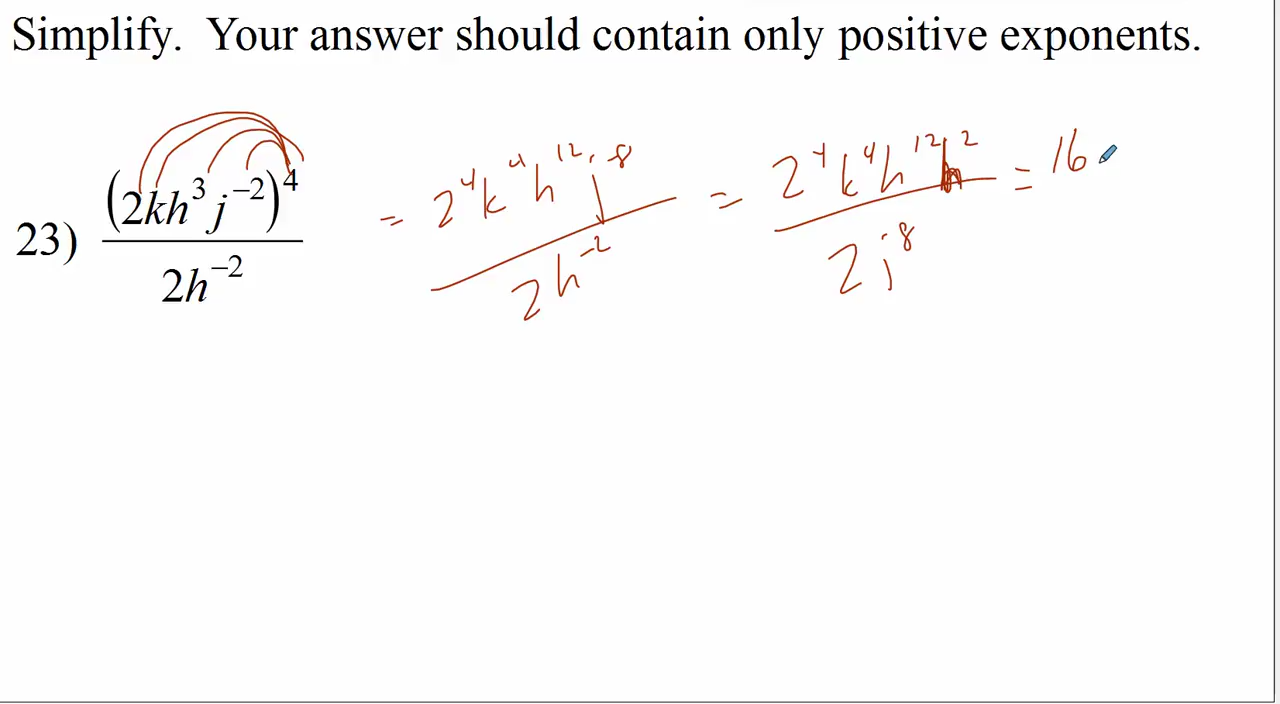 Simplify. Your answer should contain only positive exponents.
23) (2kh³j⁻²)⁴ / 2h⁻² = 2⁴k⁴h¹²j⁻⁸ / 2h⁻² = 2⁴k⁴h¹²h² / 2j⁸ = 16